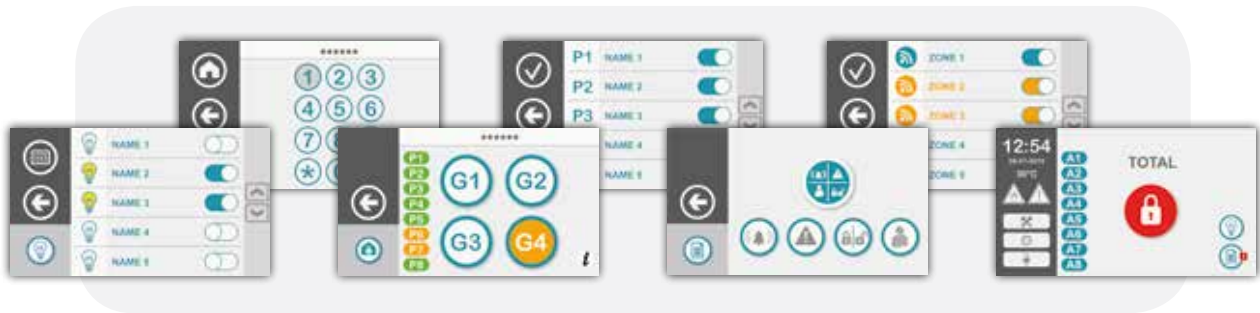 ******
1 2 3
4 5 6
7
*
P1 NAME 1
P2 NAME 2
P3 NAME 3
NAME 4
NAME 5
ZONE 1
ZONE 2
ZONE 3
ZONE 4
ZONE 5
NAME 1
NAME 2
NAME 3
NAME 4
NAME 5
******
P1
P2
P3
P4
P5
P6
P7
P8
G1 G2
G3 G4
i
12:54
A1
A2
A3
A4
A5
A6
A7
A8
TOTAL